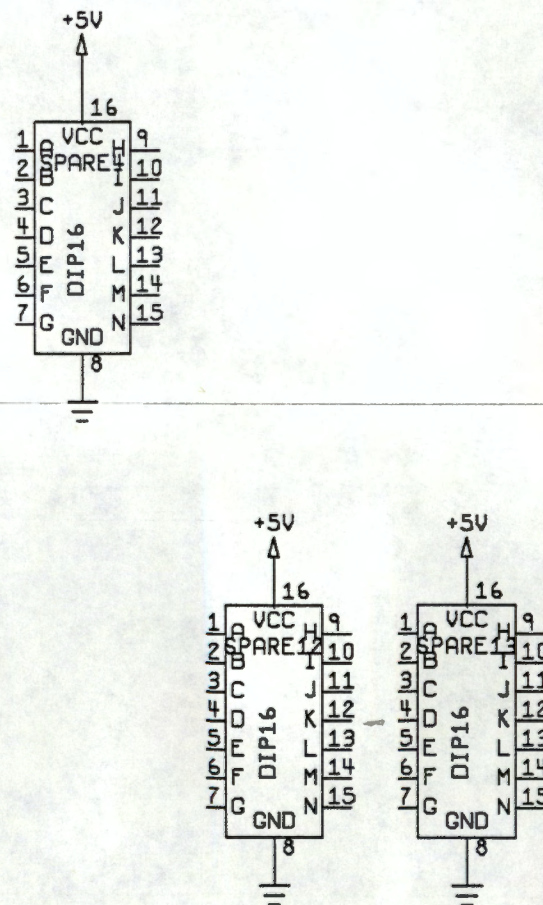 +5V
16
1 A VCC H 9
2 B SPARE4 I 10
3 C J 11
4 D K 12
5 E L 13
6 F M 14
7 G N 15
DIP16
GND
8
+5V
16
1 A VCC H 9
2 B SPARE12 I 10
3 C J 11
4 D K 12
5 E L 13
6 F M 14
7 G N 15
DIP16
GND
8
+5V
16
1 A VCC H 9
2 B SPARE13 I 10
3 C J 11
4 D K 12
5 E L 13
6 F M 14
7 G N 15
DIP16
GND
8